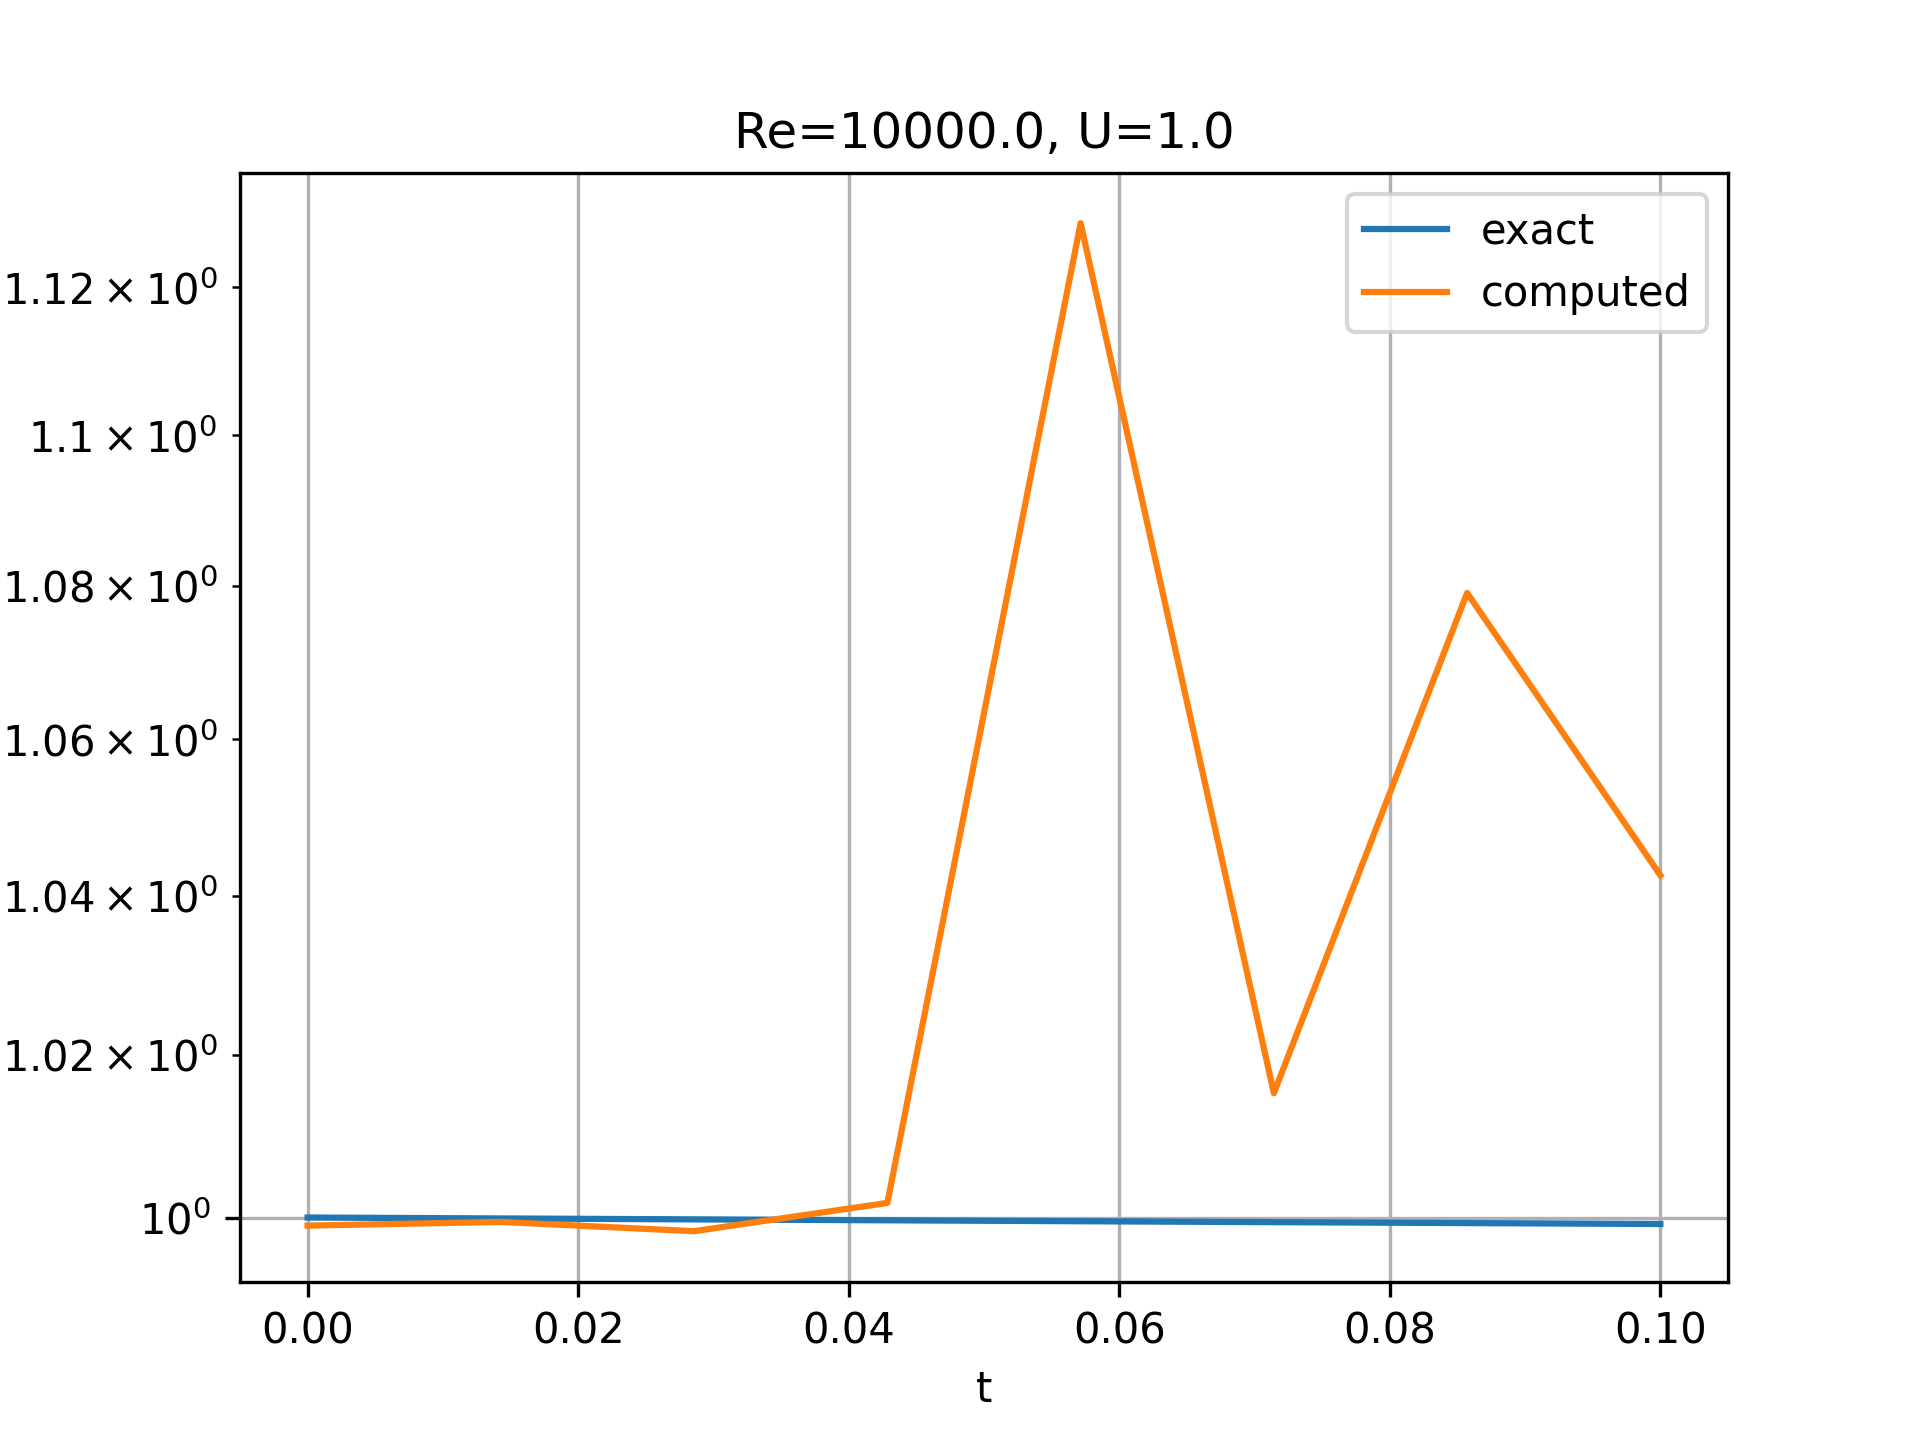 Re=10000.0, U=1.0
exact
computed
1.12 × 10⁰
1.1 × 10⁰
1.08 × 10⁰
1.06 × 10⁰
1.04 × 10⁰
1.02 × 10⁰
10⁰
0.00 0.02 0.04 0.06 0.08 0.10
t